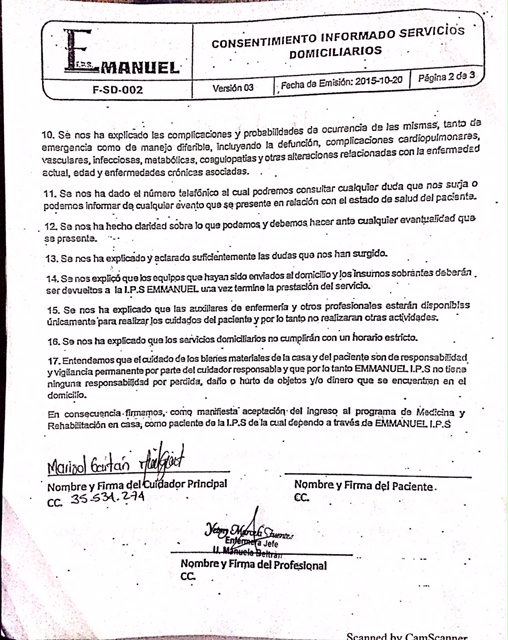 EMANUEL
I.P.S.
CONSENTIMIENTO INFORMADO SERVICIOS
DOMICILIARIOS
F-SD-002
Versión 03
Fecha de Emisión: 2015-10-20
Página 2 de 3
10. Se nos ha explicado las complicaciones y probabilidades de ocurrencia de las mismas, tanto de
emergencia como de manejo diferible, incluyendo la defunción, complicaciones cardiopulmonares,
vasculares, infecciosas, metabólicas, coagulopatías y otras alteraciones relacionadas con la enfermedad
actual, edad y enfermedades crónicas asociadas.
11. Se nos ha dado el número telefónico al cual podremos consultar cualquier duda que nos surja o
podemos informar de cualquier evento que se presente en relación con el estado de salud del paciente.
12. Se nos ha hecho claridad sobre lo que podemos y debemos hacer ante cualquier eventualidad que
se presente.
13. Se nos ha explicado y aclarado suficientemente las dudas que nos han surgido.
14. Se nos explicó que los equipos que hayan sido enviados al domicilio y los insumos sobrantes deberán
ser devueltos a la I.P.S EMMANUEL una vez termine la prestación del servicio.
15. Se nos ha explicado que las auxiliares de enfermería y otros profesionales estarán disponibles
únicamente para realizar los cuidados del paciente y por lo tanto no realizaran otras actividades.
16. Se nos ha explicado que los servicios domiciliarios no cumplirán con un horario estricto.
17. Entendemos que el cuidado de los bienes materiales de la casa y del paciente son de responsabilidad
y vigilancia permanente por parte del cuidador responsable y que por lo tanto EMMANUEL I.P.S no tiene
ninguna responsabilidad por perdida, daño o hurto de objetos y/o dinero que se encuentran en el
domicilio.
En consecuencia firmamos, como manifiesta aceptación del ingreso al programa de Medicina y
Rehabilitación en casa, como paciente de la I.P.S de la cual dependo a través de EMMANUEL I.P.S
Marisol Gaitán
Nombre y Firma del Cuidador Principal
CC. 35.531.274
Nombre y Firma del Paciente
CC.
Enfermera Jefe
U. Manuela Beltrán
Nombre y Firma del Profesional
CC.
Scanned by CamScanner